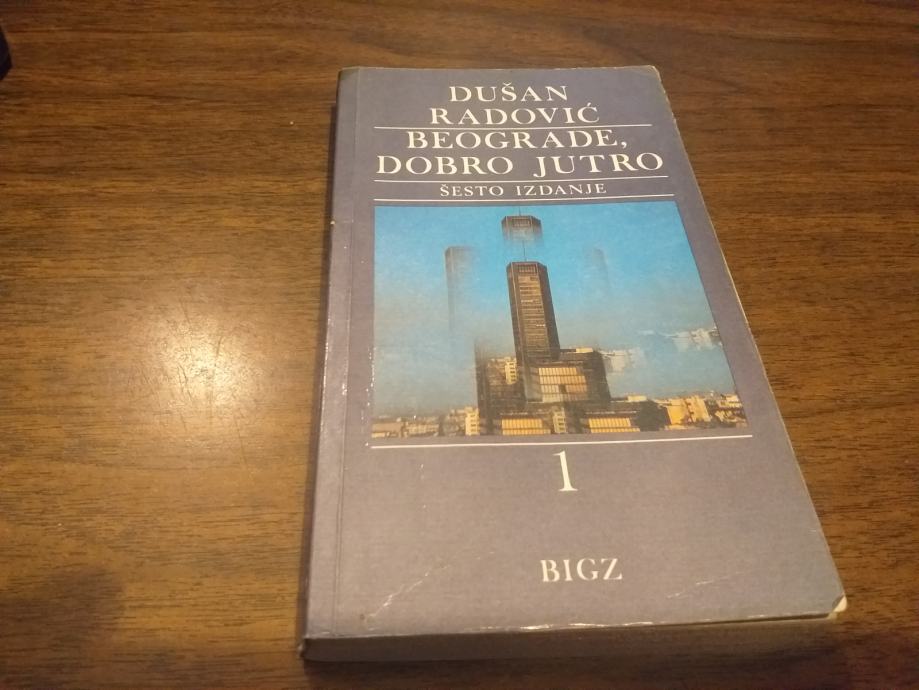 DUŠAN
RADOVIĆ
BEOGRADE,
DOBRO JUTRO
ŠESTO IZDANJE
1
BIGZ